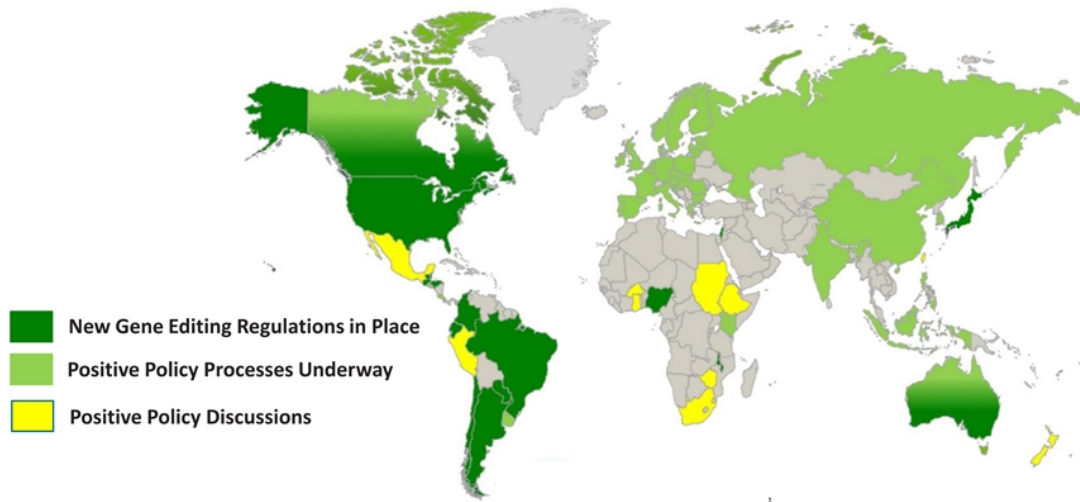 New Gene Editing Regulations in Place
Positive Policy Processes Underway
Positive Policy Discussions